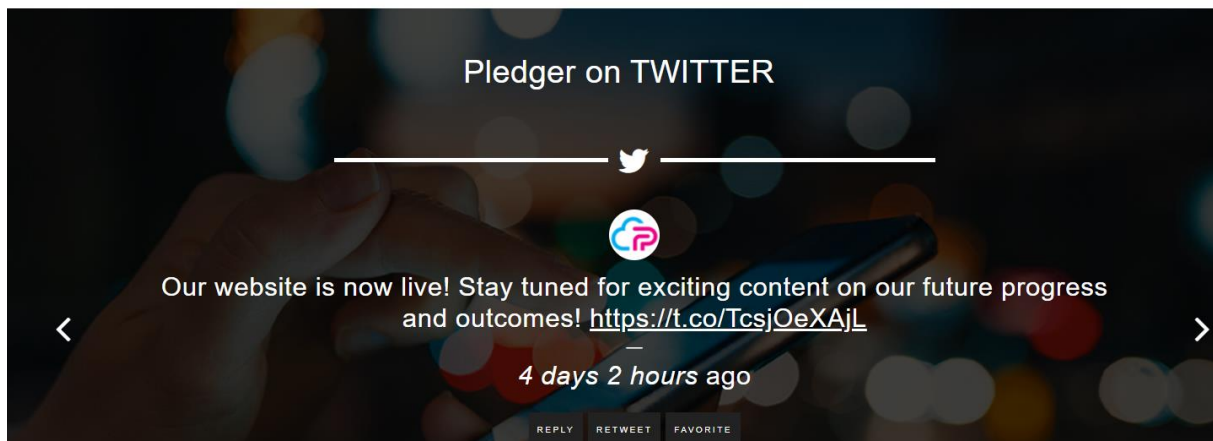 Pledger on TWITTER
Our website is now live! Stay tuned for exciting content on our future progress
and outcomes! https://t.co/TcsjOeXAjL
—
4 days 2 hours ago
REPLY RETWEET FAVORITE